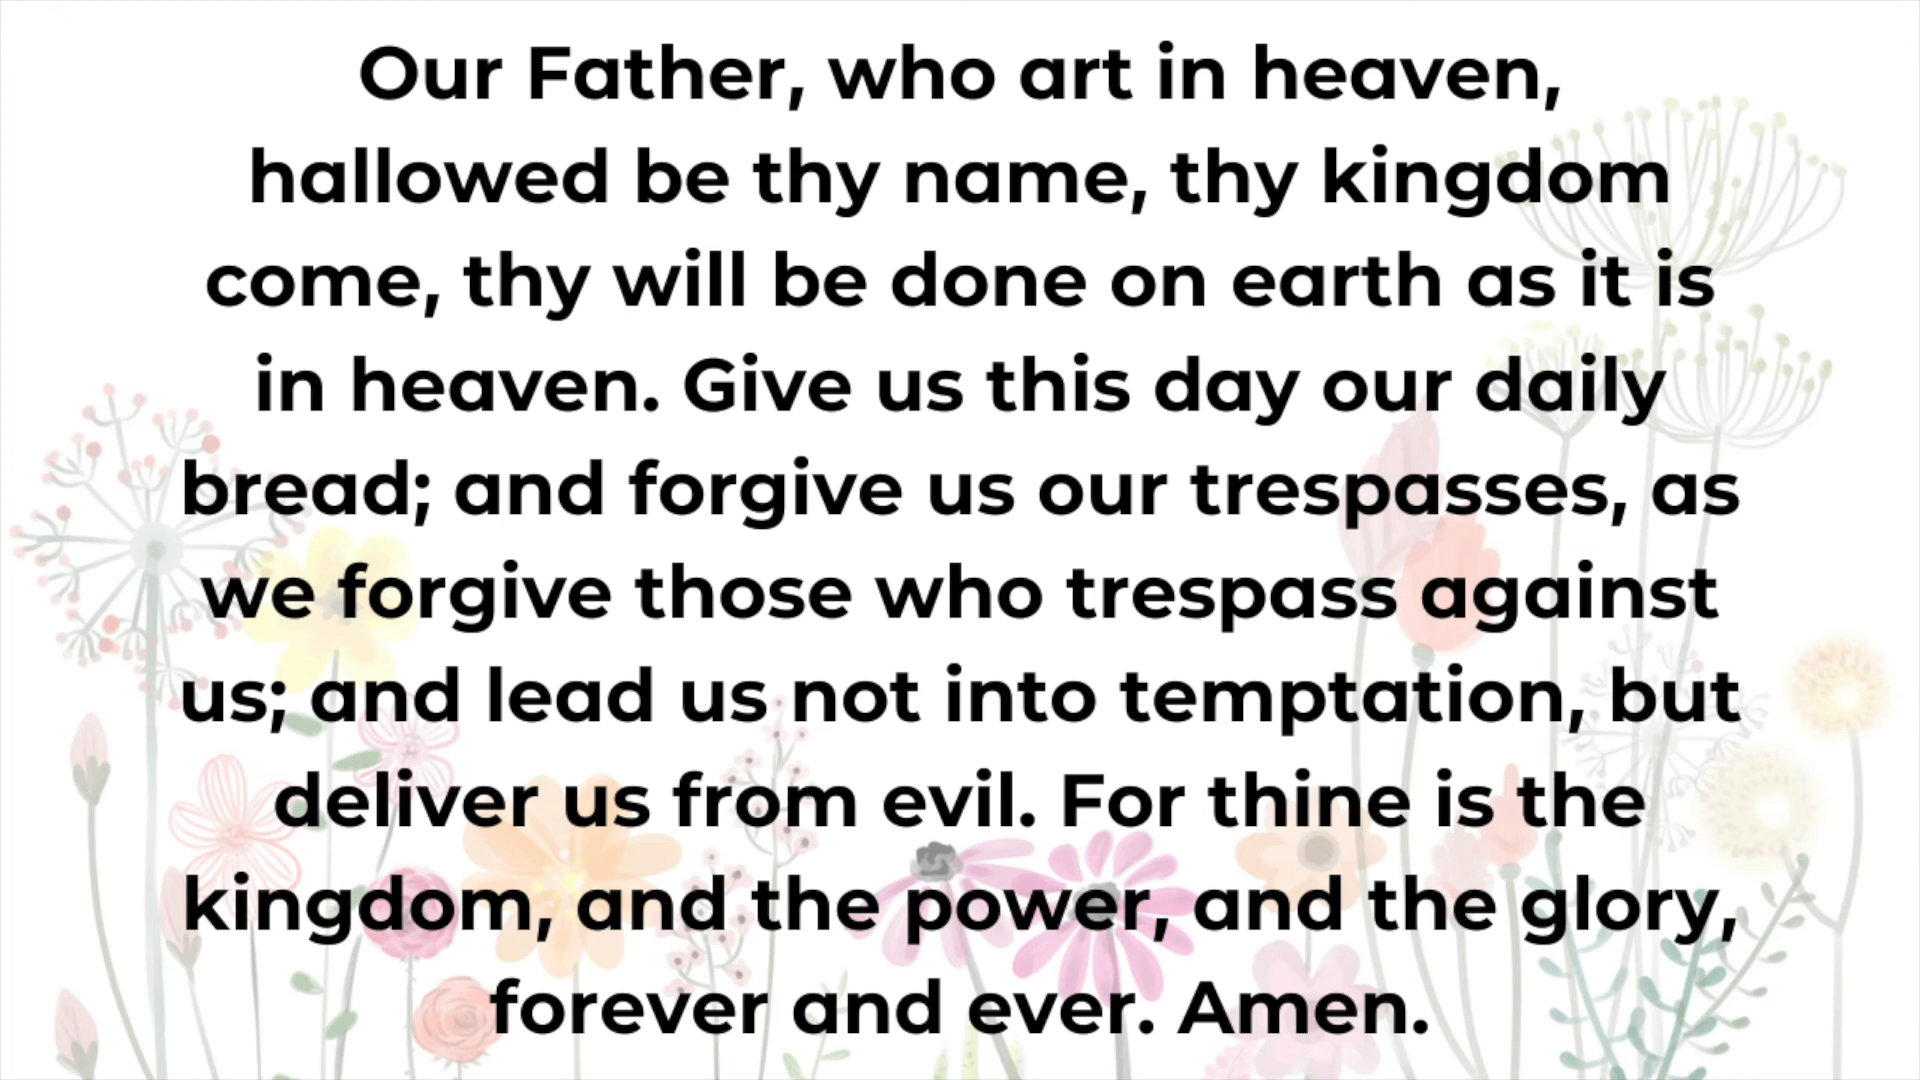 Our Father, who art in heaven,
hallowed be thy name, thy kingdom
come, thy will be done on earth as it is
in heaven. Give us this day our daily
bread; and forgive us our trespasses, as
we forgive those who trespass against
us; and lead us not into temptation, but
deliver us from evil. For thine is the
kingdom, and the power, and the glory,
forever and ever. Amen.